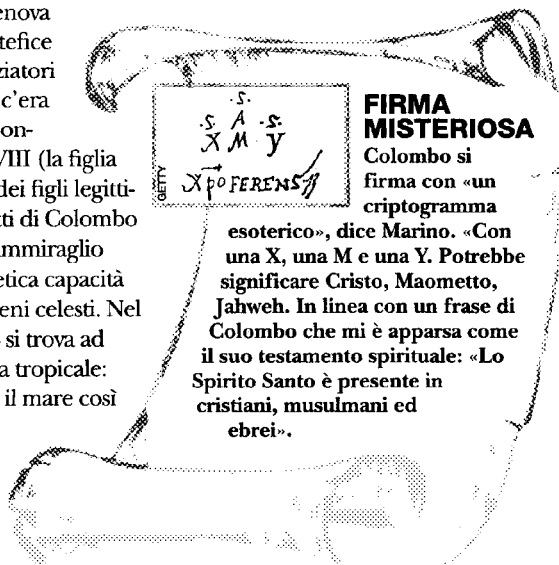 enova
tefice
ziatori
c'era
on-
VIII (la figlia
dei figli legitti-
tti di Colombo
ammiraglio
etica capacità
eni celesti. Nel
si trova ad
a tropicale:
il mare così
.S.
.S. A .S.
X M Y
XpoFERENS
GETTY
FIRMA
MISTERIOSA
Colombo si
firma con «un
criptogramma
esoterico», dice Marino. «Con
una X, una M e una Y. Potrebbe
significare Cristo, Maometto,
Jahweh. In linea con un frase di
Colombo che mi è apparsa come
il suo testamento spirituale: «Lo
Spirito Santo è presente in
cristiani, musulmani ed
ebrei».